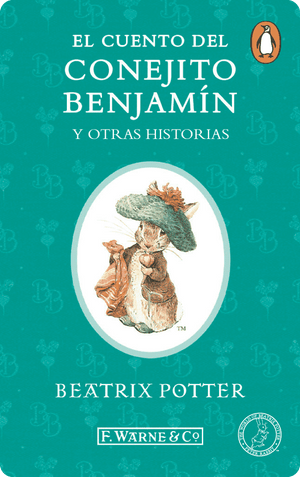 EL CUENTO DEL
CONEJITO
BENJAMÍN
Y OTRAS HISTORIAS
TM
BEATRIX POTTER
F. WARNE & Co